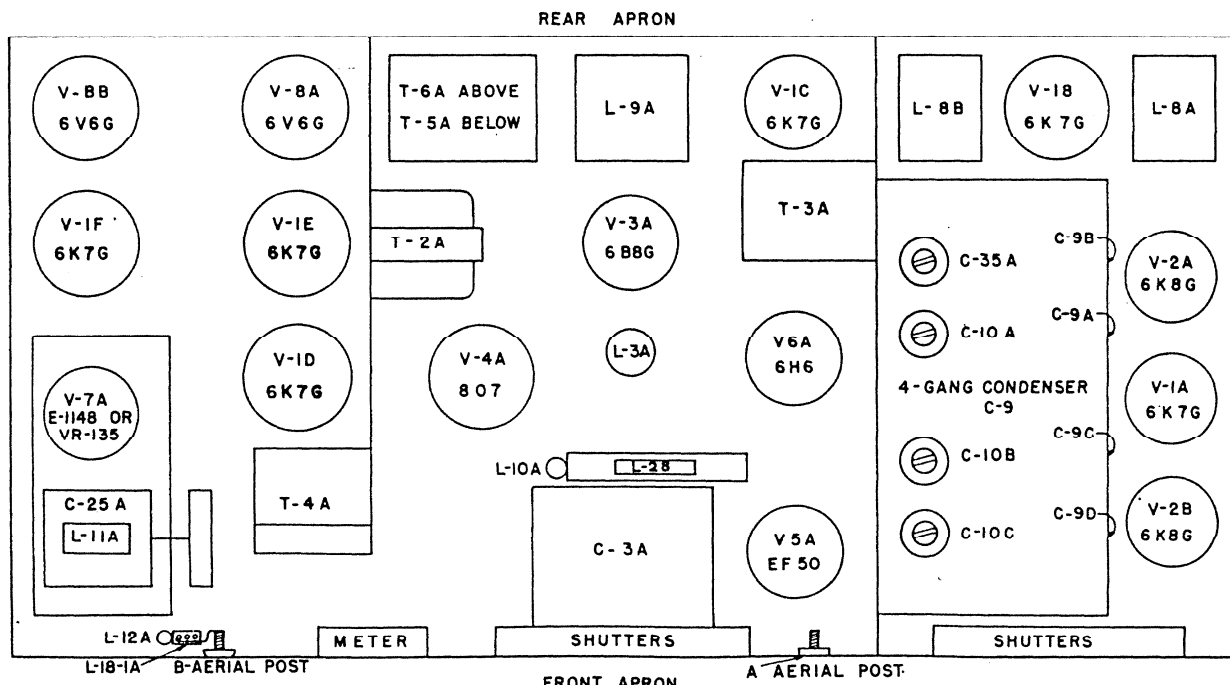 REAR APRON
V-8B
6V6G
V-8A
6V6G
T-6A ABOVE
T-5A BELOW
L-9A
V-1C
6K7G
L-8B
V-18
6K7G
L-8A
V-1F
6K7G
V-1E
6K7G
T-2A
V-3A
6B8G
T-3A
C-35A
C-9B
V-2A
6K8G
V-7A
E-1148 OR
VR-135
V-1D
6K7G
V-4A
807
L-3A
V6A
6H6
C-10A
C-9A
4-GANG CONDENSER
C-9
V-1A
6K7G
C-9C
C-25A
L-11A
T-4A
L-10A
L-28
C-3A
V5A
EF50
C-10B
C-10C
C-9D
V-2B
6K8G
L-12A
L-18-1A
B-AERIAL POST
METER
SHUTTERS
A AERIAL POST
SHUTTERS
FRONT APRON